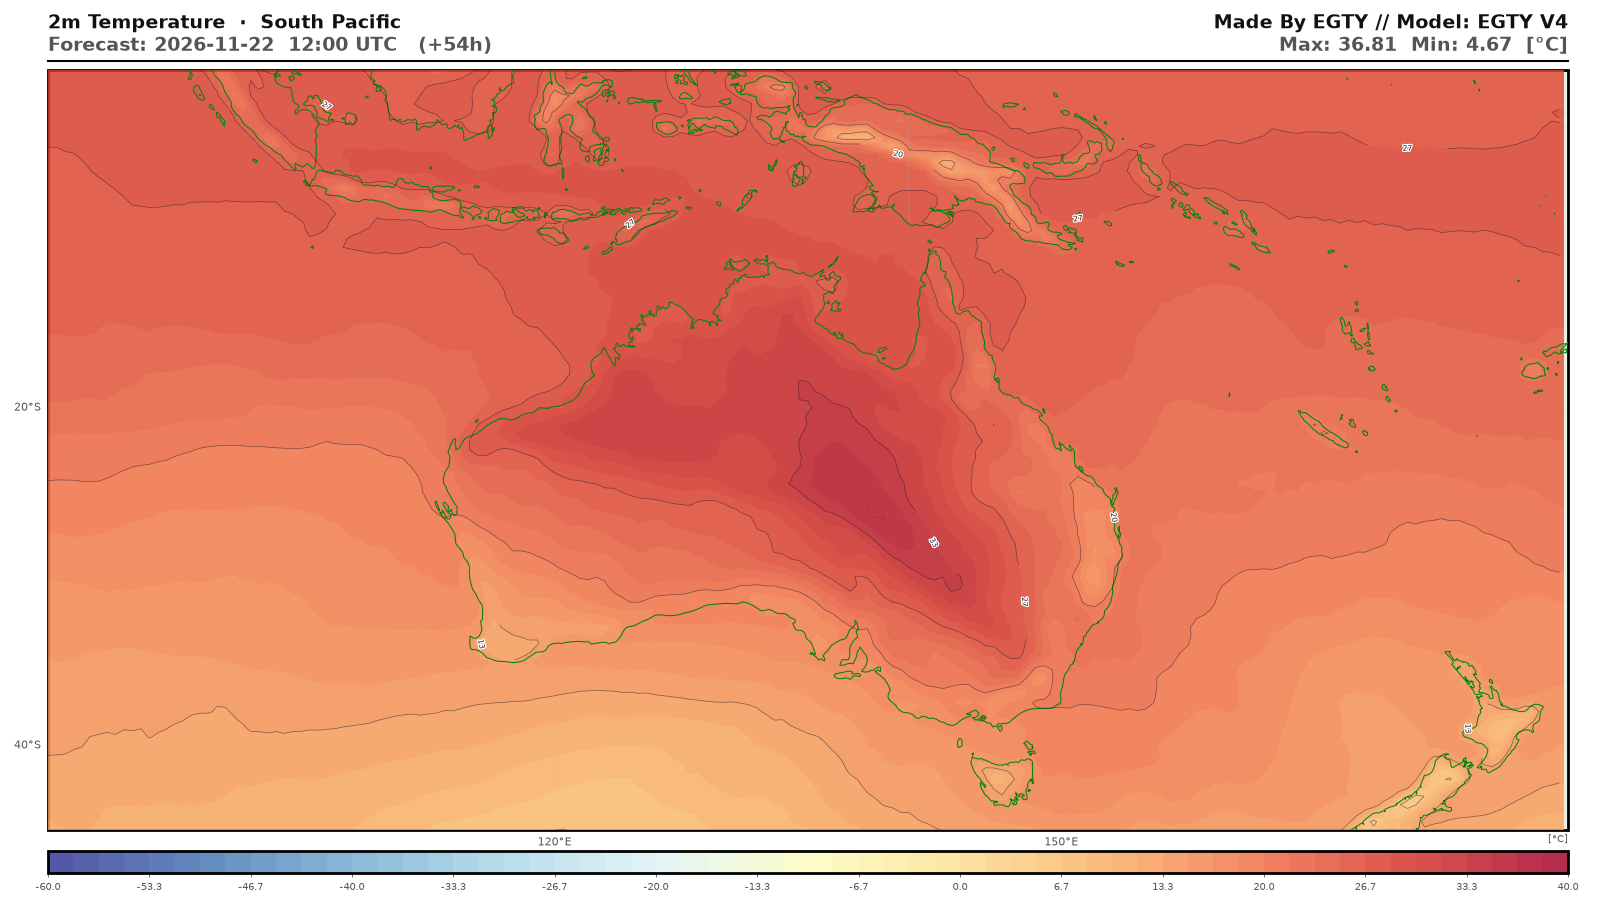 2m Temperature · South Pacific
Made By EGTY // Model: EGTY V4
Forecast: 2026-11-22 12:00 UTC (+54h)
Max: 36.81 Min: 4.67 [°C]
27
20
27
27
27
20°S
20
33
27
13
13
40°S
120°E
150°E
[°C]
-60.0 -53.3 -46.7 -40.0 -33.3 -26.7 -20.0 -13.3 -6.7 0.0 6.7 13.3 20.0 26.7 33.3 40.0